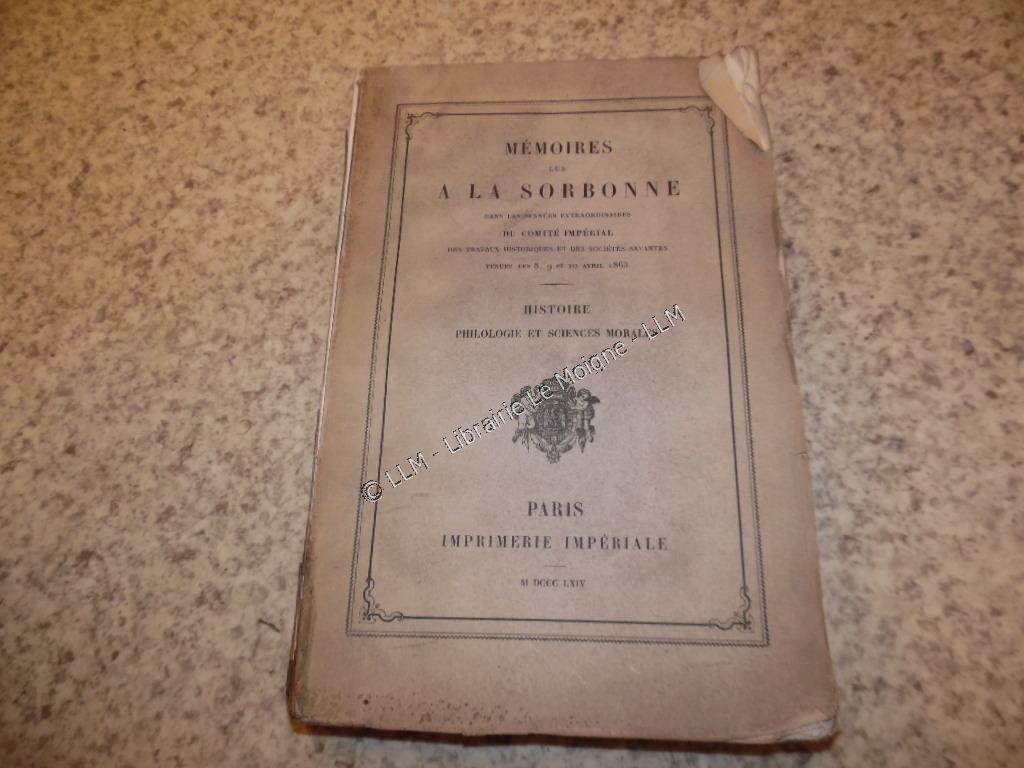 MÉMOIRES
LUS
A LA SORBONNE
DANS LES SÉANCES EXTRAORDINAIRES
DU COMITÉ IMPÉRIAL
DES TRAVAUX HISTORIQUES ET DES SOCIÉTÉS SAVANTES
TENUES LES 8, 9 ET 10 AVRIL 1863
HISTOIRE
PHILOLOGIE ET SCIENCES MORALES
© LLM - Librairie Le Moigne - LLM
PARIS
IMPRIMERIE IMPÉRIALE
M DCCC LXIV